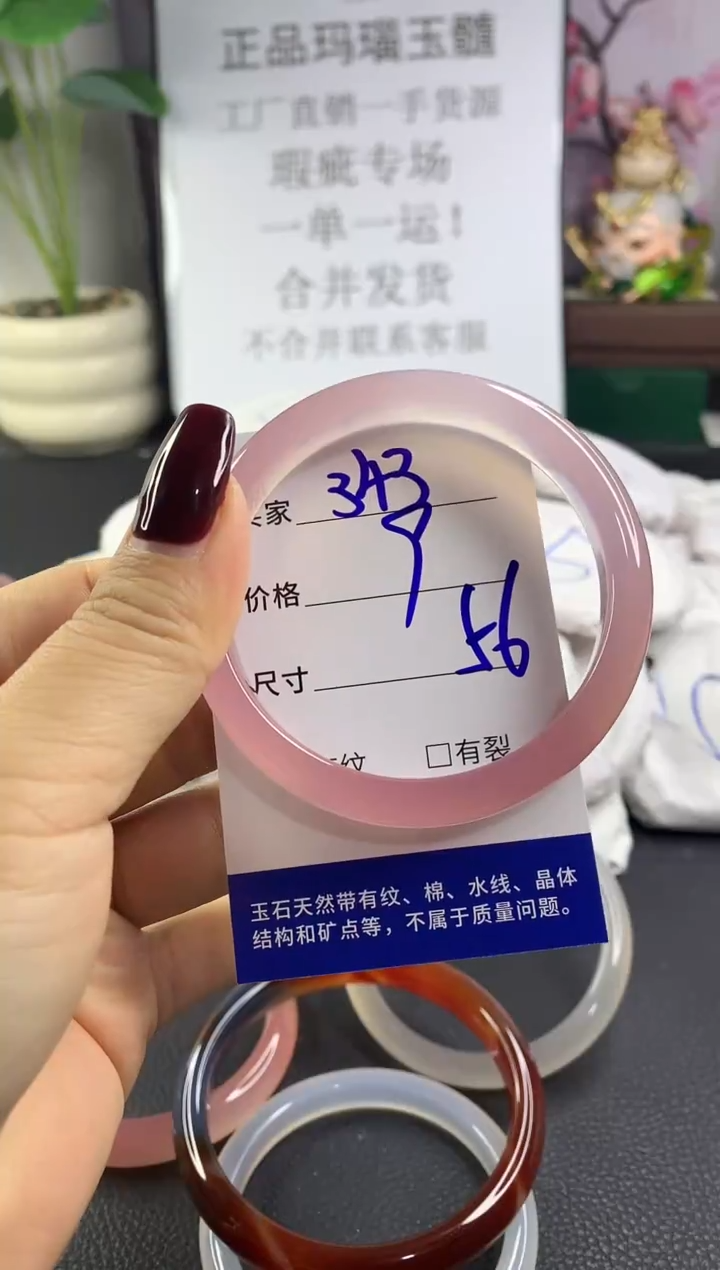 正品玛瑙玉髓
工厂直销一手货源
瑕疵专场
一单一运！
合并发货
不合并联系客服
家 343
价格
尺寸 56
纹 □有裂
玉石天然带有纹、棉、水线、晶体
结构和矿点等，不属于质量问题。